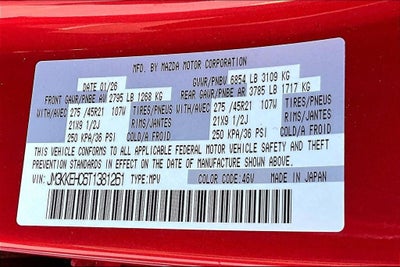 MFD. BY MAZDA MOTOR CORPORATION
DATE 01/26 GVWR/PNBV 6854 LB 3109 KG
FRONT GAWR/PNBE AV 2795 LB 1268 KG REAR GAWR/PNBE AR 3785 LB 1717 KG
WITH/AVEC 275 /45R21 107W TIRES/PNEUS WITH/AVEC 275 /45R21 107W TIRES/PNEUS
21X9 1/2J RIMS/JANTES 21X9 1/2J RIMS/JANTES
250 KPA/36 PSI COLD/A FROID 250 KPA/36 PSI COLD/A FROID
THIS VEHICLE CONFORMS TO ALL APPLICABLE FEDERAL MOTOR VEHICLE SAFETY AND THEFT
PREVENTION STANDARDS IN EFFECT ON THE DATE OF MANUFACTURE SHOWN ABOVE.
VIN: JM3KKEHC6T1381261 TYPE:MPV COLOR CODE:46V MADE IN JAPAN